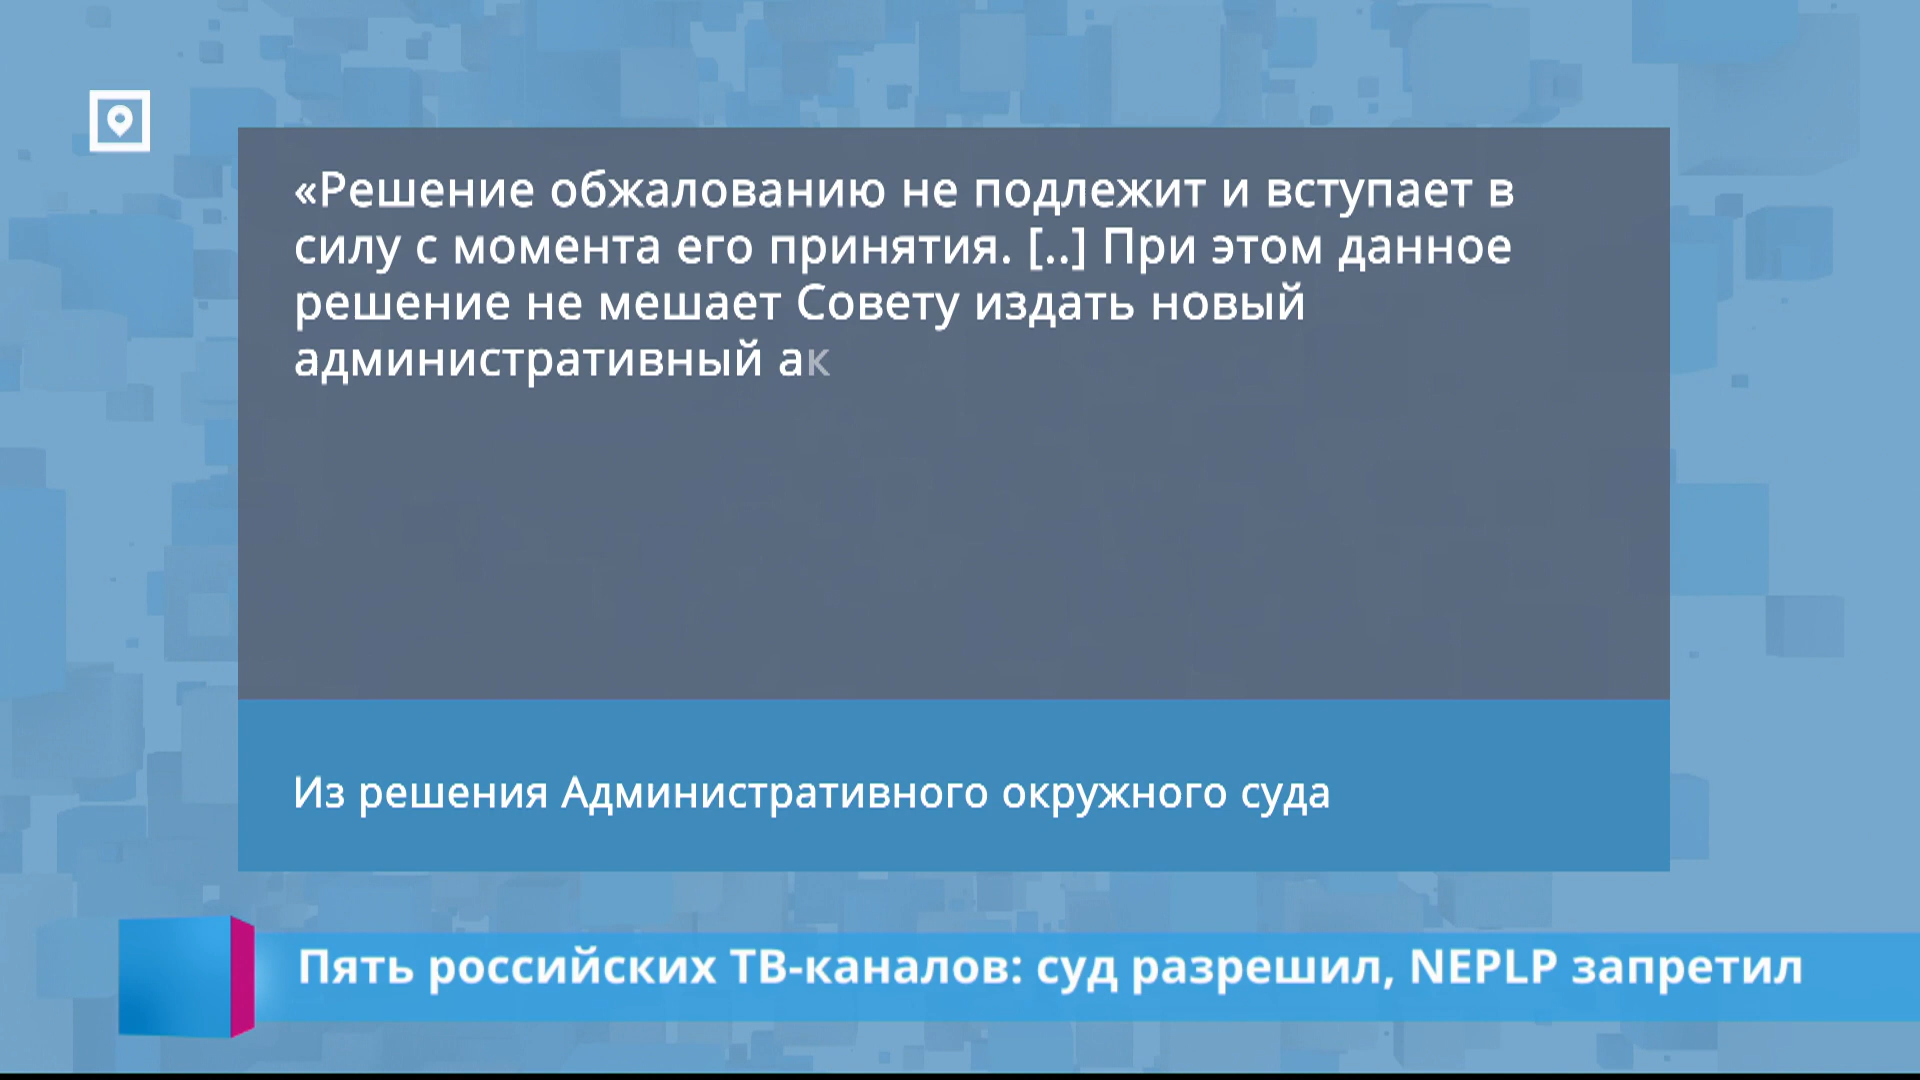 «Решение обжалованию не подлежит и вступает в
силу с момента его принятия. [..] При этом данное
решение не мешает Совету издать новый
административный ак
Из решения Административного окружного суда
Пять российских ТВ-каналов: суд разрешил, NEPLP запретил